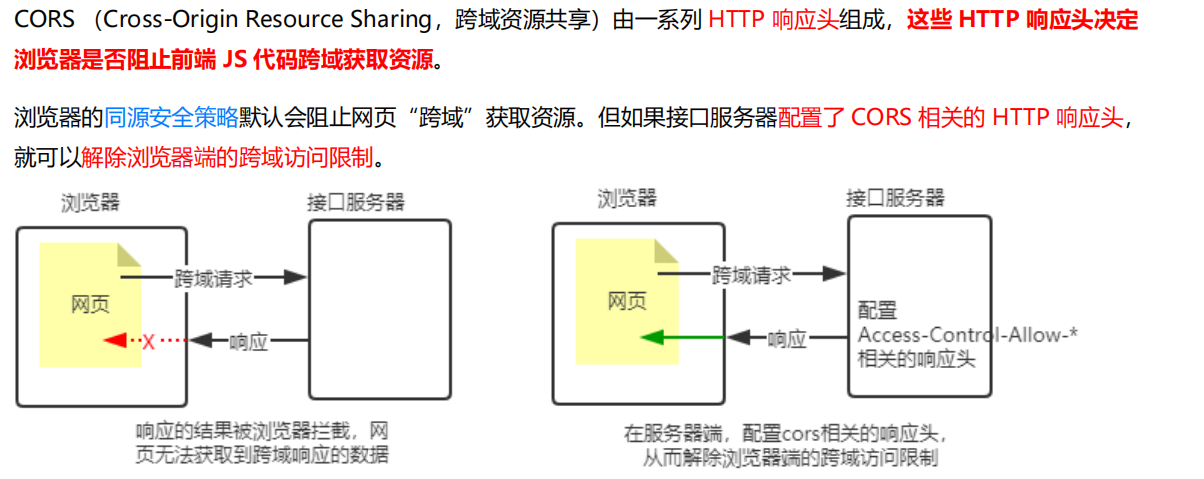 CORS （Cross-Origin Resource Sharing，跨域资源共享）由一系列 HTTP 响应头组成，这些 HTTP 响应头决定
浏览器是否阻止前端 JS 代码跨域获取资源。
浏览器的同源安全策略默认会阻止网页“跨域”获取资源。但如果接口服务器配置了 CORS 相关的 HTTP 响应头，
就可以解除浏览器端的跨域访问限制。
浏览器
接口服务器
网页
跨域请求
X
响应
响应的结果被浏览器拦截，网
页无法获取到跨域响应的数据
浏览器
接口服务器
网页
跨域请求
响应
配置
Access-Control-Allow-*
相关的响应头
在服务器端，配置cors相关的响应头，
从而解除浏览器端的跨域访问限制